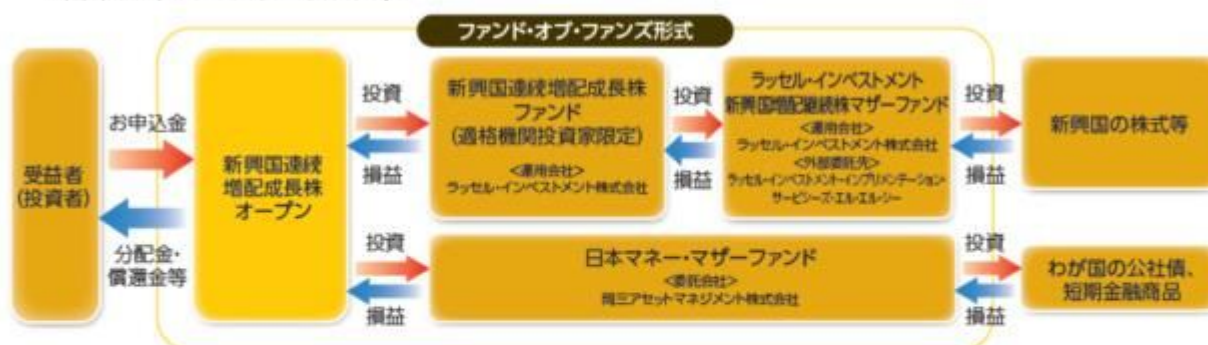 ファンド・オブ・ファンズ形式
受益者
(投資者)
お申込金
分配金・
償還金等
新興国連続
増配成長株
オープン
投資
損益
新興国連続増配成長株
ファンド
(適格機関投資家限定)
<運用会社>
ラッセル・インベストメント株式会社
投資
損益
ラッセル・インベストメント
新興国増配継続株マザーファンド
<運用会社>
ラッセル・インベストメント株式会社
<外部委託先>
ラッセル・インベストメント・インプリメンテーション・
サービシーズ・エル・エル・シー
投資
損益
新興国の株式等
投資
損益
日本マネー・マザーファンド
<委託会社>
岡三アセットマネジメント株式会社
投資
損益
わが国の公社債、
短期金融商品